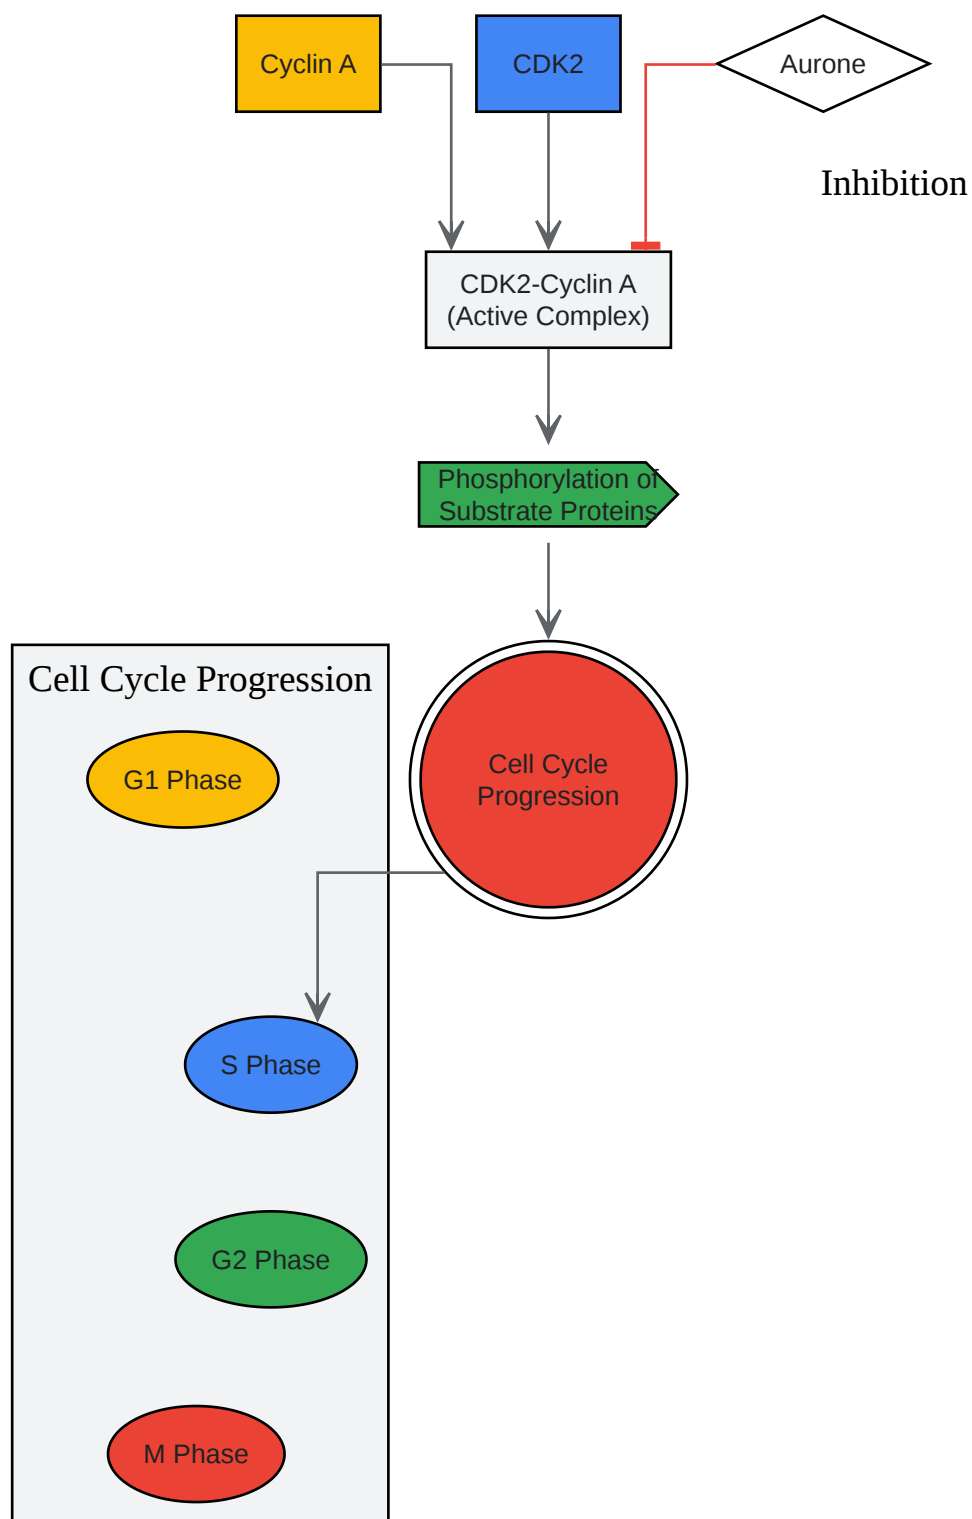 Cyclin A
CDK2
Aurone
Inhibition
CDK2-Cyclin A
(Active Complex)
Phosphorylation of
Substrate Proteins
Cell Cycle Progression
G1 Phase
Cell Cycle
Progression
S Phase
G2 Phase
M Phase